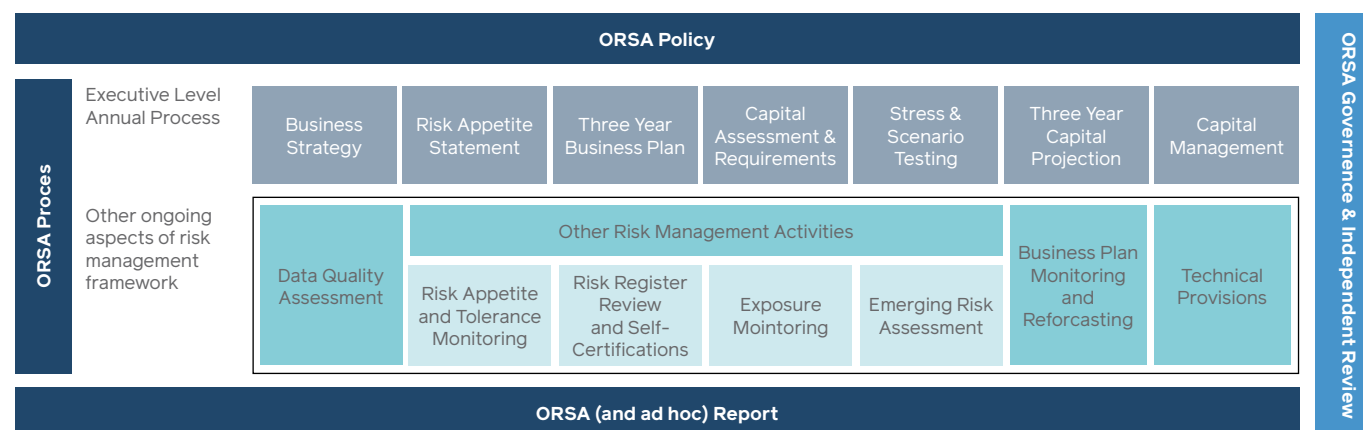 ORSA Policy
ORSA Governence & Independent Review
ORSA Proces
Executive Level
Annual Process
Business
Strategy
Risk Appetite
Statement
Three Year
Business Plan
Capital
Assessment &
Requirements
Stress &
Scenario
Testing
Three Year
Capital
Projection
Capital
Management
Other ongoing
aspects of risk
management
framework
Data Quality
Assessment
Other Risk Management Activities
Risk Appetite
and Tolerance
Monitoring
Risk Register
Review
and Self-
Certifications
Exposure
Mointoring
Emerging Risk
Assessment
Business Plan
Monitoring
and
Reforcasting
Technical
Provisions
ORSA (and ad hoc) Report